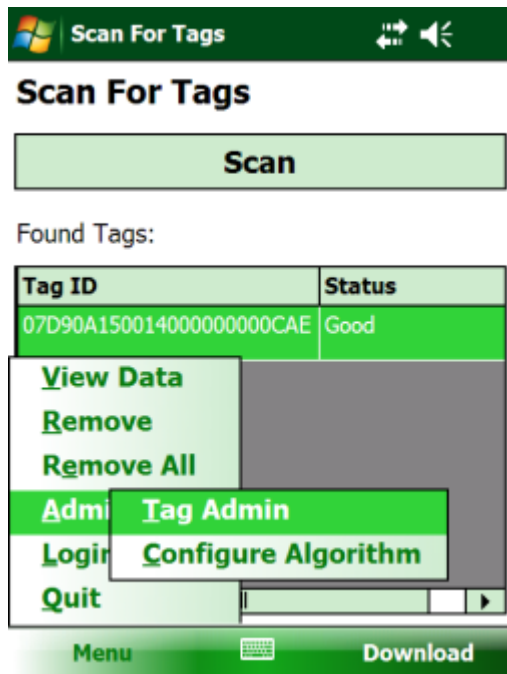 Scan For Tags
Scan For Tags
Scan
Found Tags:
Tag ID Status
07D90A150014000000000CAE Good
View Data
Remove
Remove All
Admi Tag Admin
Login Configure Algorithm
Quit
Menu Download